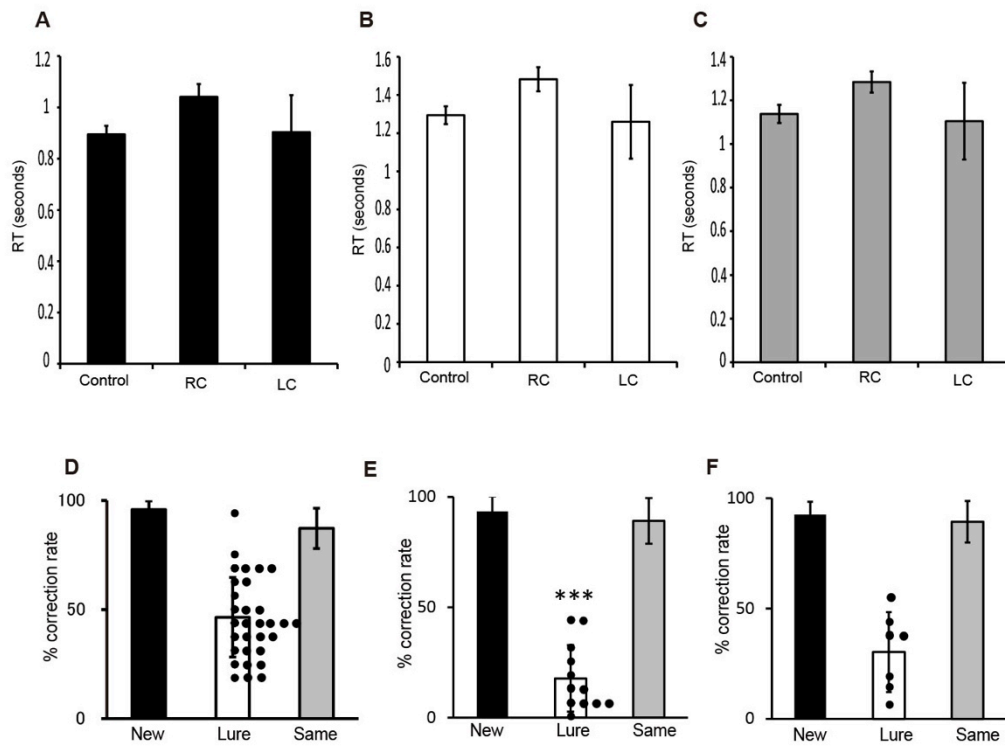 A
RT (seconds)
1.2
1
0.8
0.6
0.4
0.2
0
Control RC LC
B
RT (seconds)
1.6
1.4
1.2
1
0.8
0.6
0.4
0.2
0
Control RC LC
C
RT (seconds)
1.4
1.2
1
0.8
0.6
0.4
0.2
0
Control RC LC
D
% correction rate
100
50
0
New Lure Same
E
% correction rate
100
50
0
***
New Lure Same
F
% correction rate
100
50
0
New Lure Same